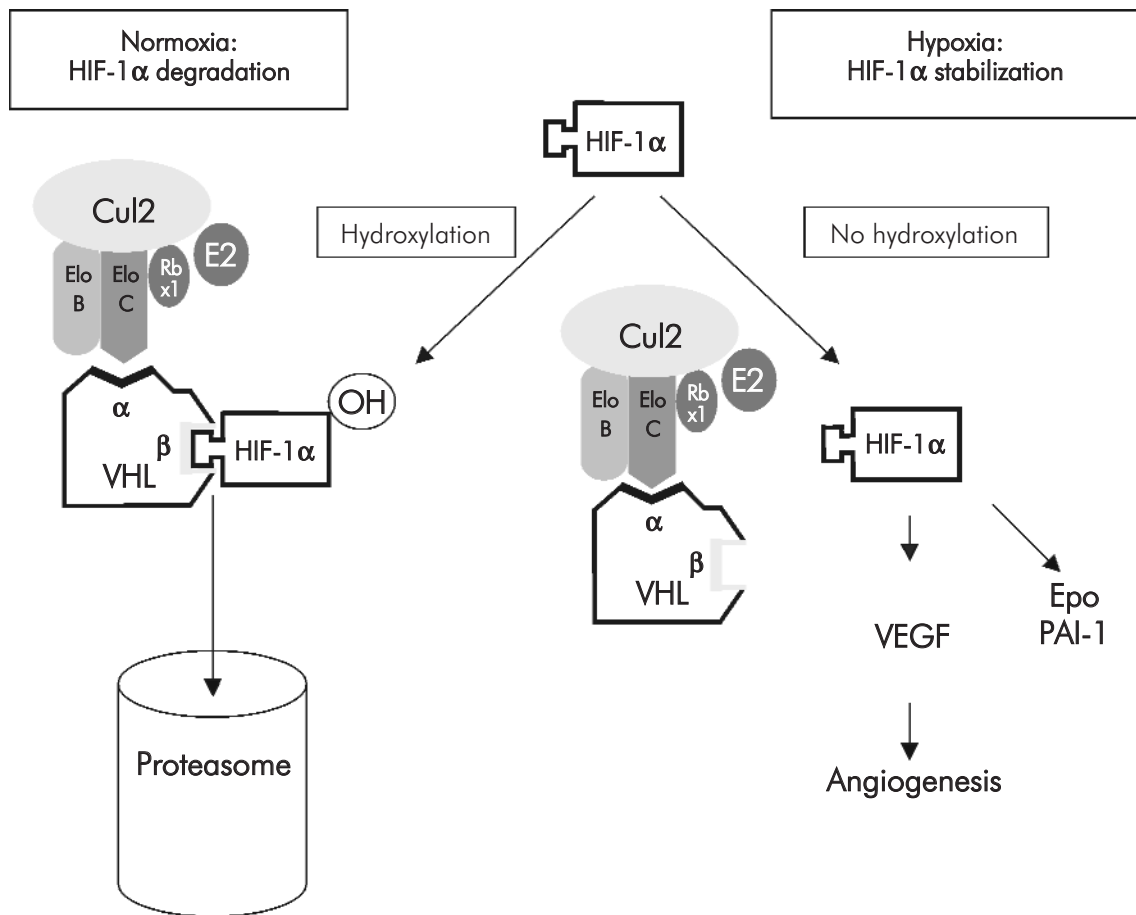 Normoxia:
HIF-1α degradation
Hypoxia:
HIF-1α stabilization
HIF-1α
Hydroxylation
No hydroxylation
Cul2
E2
Elo
B
Elo
C
Rb
x1
α
β
VHL
HIF-1α
OH
Proteasome
Cul2
E2
Elo
B
Elo
C
Rb
x1
α
β
VHL
HIF-1α
VEGF
Epo
PAI-1
Angiogenesis